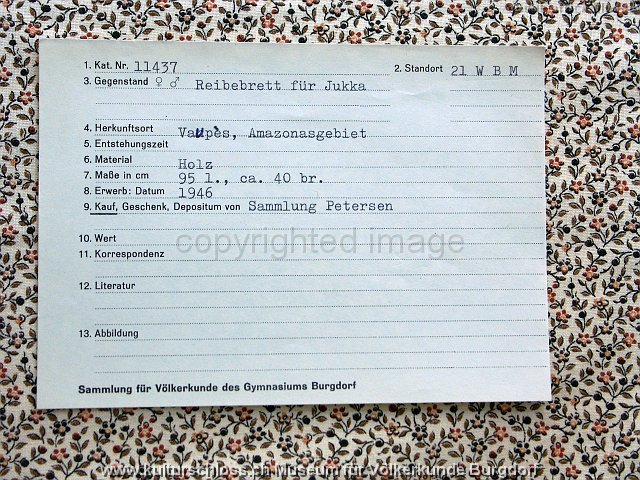 1. Kat. Nr. 11437 2. Standort 21 W B M
3. Gegenstand ♀ ♂ Reibebrett für Jukka
4. Herkunftsort Vaupès, Amazonasgebiet
5. Entstehungszeit
6. Material Holz
7. Maße in cm 95 l., ca. 40 br.
8. Erwerb: Datum 1946
9. Kauf, Geschenk, Depositum von Sammlung Petersen
10. Wert
copyrighted image
11. Korrespondenz
12. Literatur
13. Abbildung
Sammlung für Völkerkunde des Gymnasiums Burgdorf
www.kulturschloss.ch Museum für Völkerkunde Burgdorf